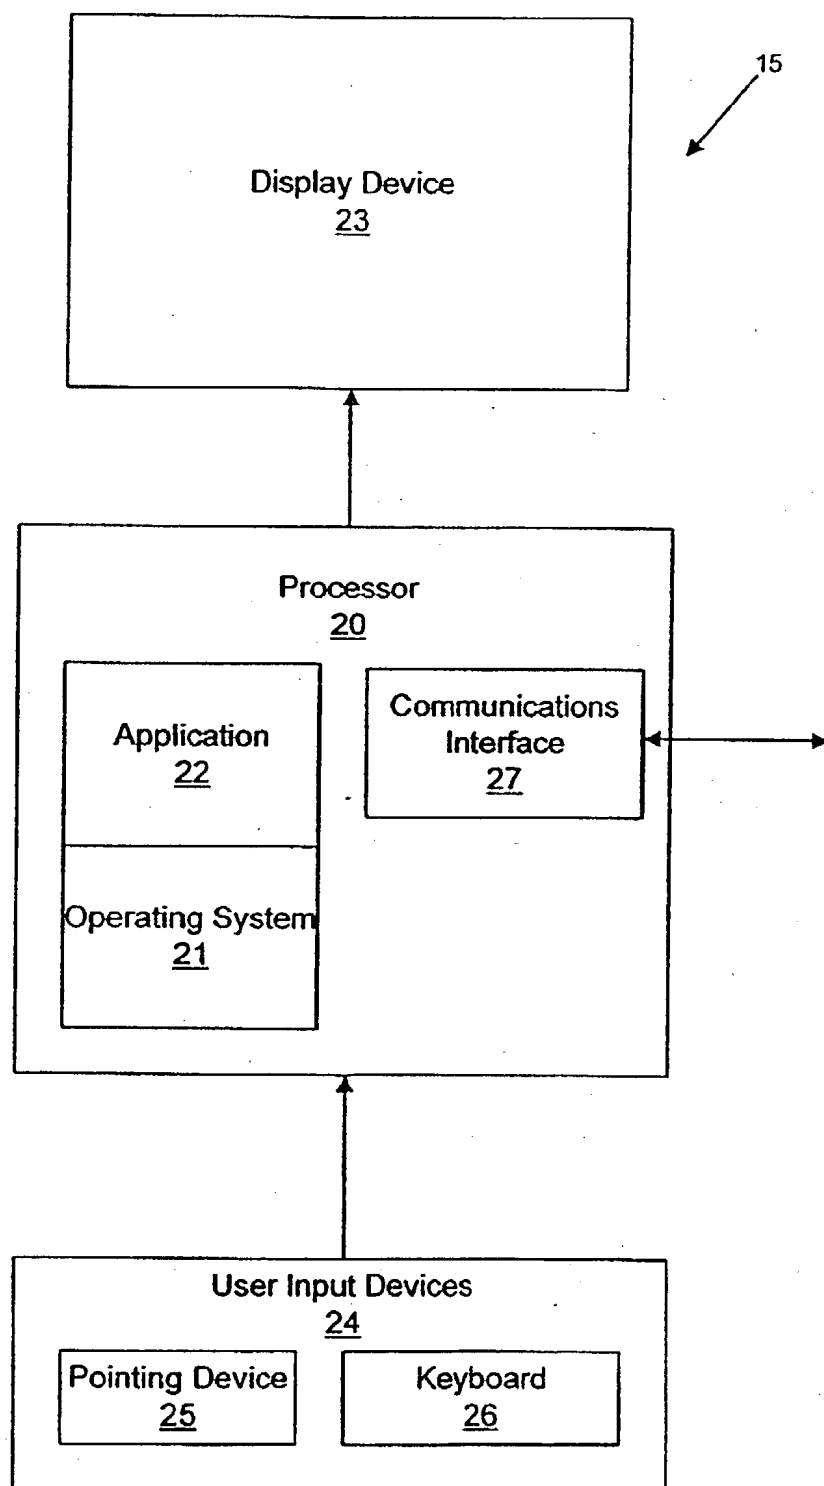 15
Display Device
23
Processor
20
Application
22
Communications
Interface
27
Operating System
21
User Input Devices
24
Pointing Device
25
Keyboard
26